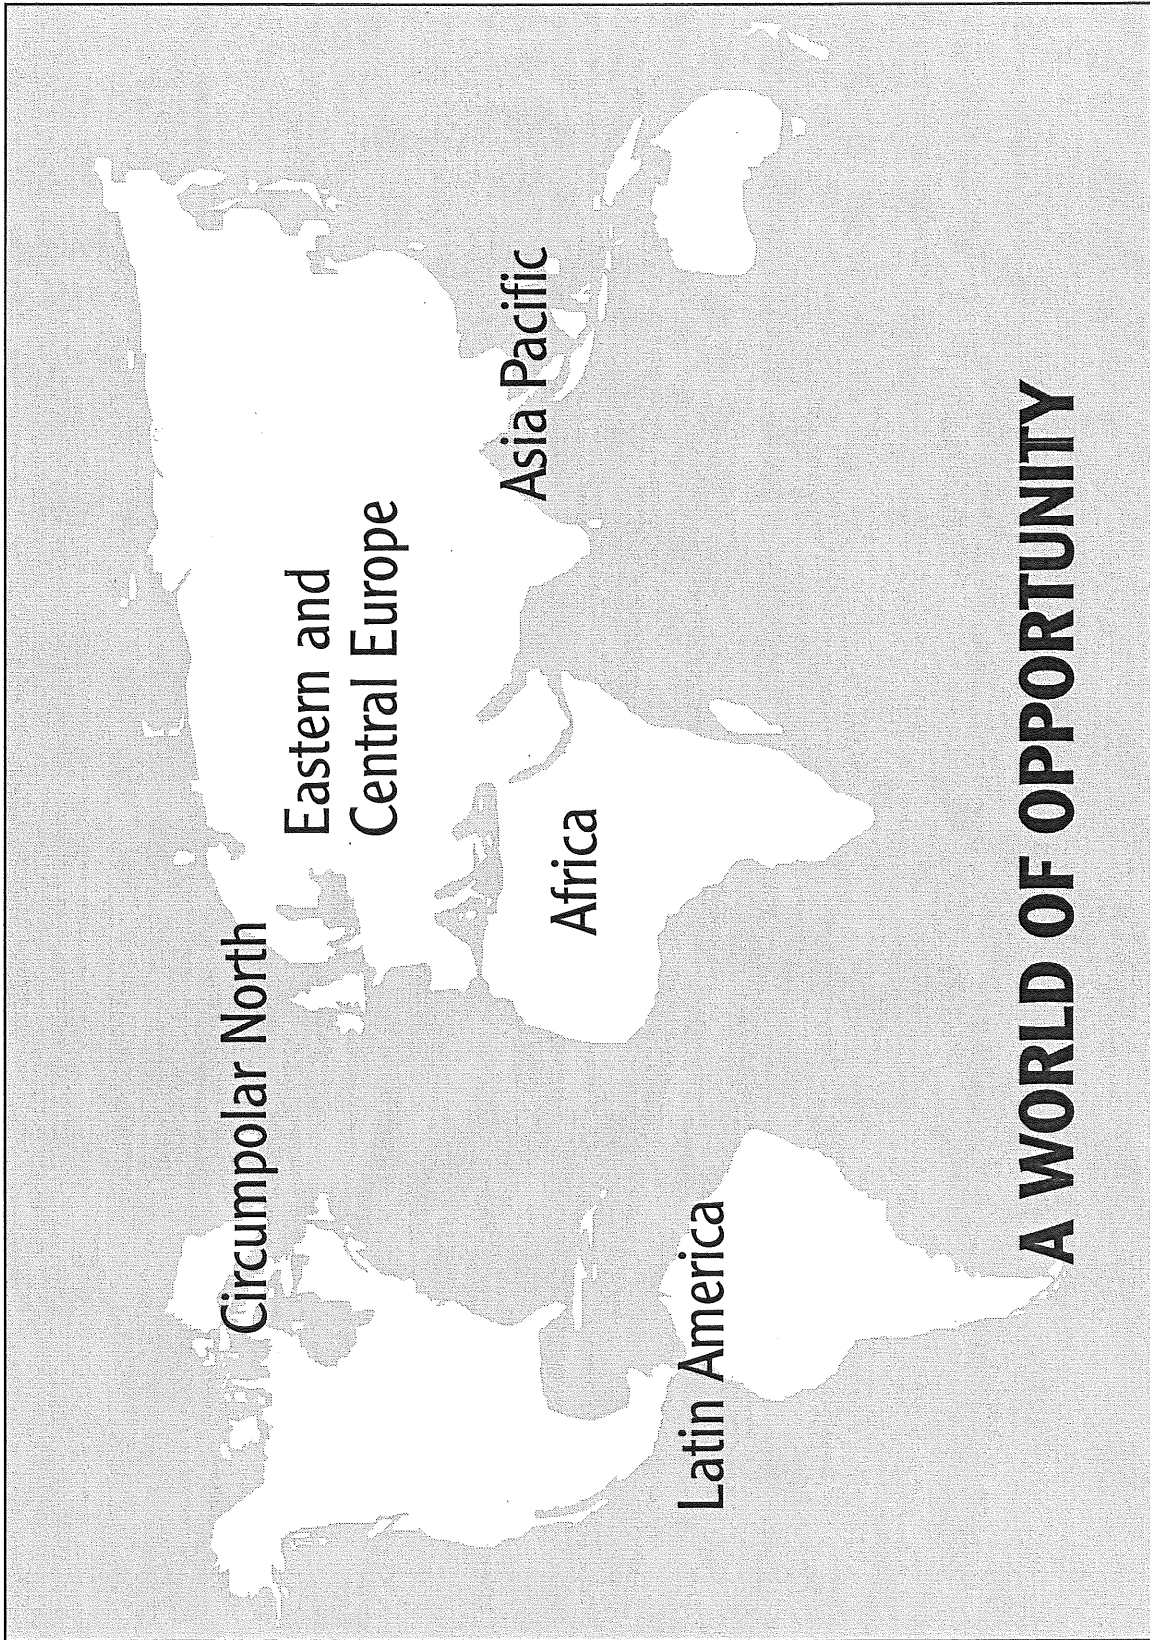 Circumpolar North
Eastern and
Central Europe
Asia Pacific
Africa
Latin America
A WORLD OF OPPORTUNITY